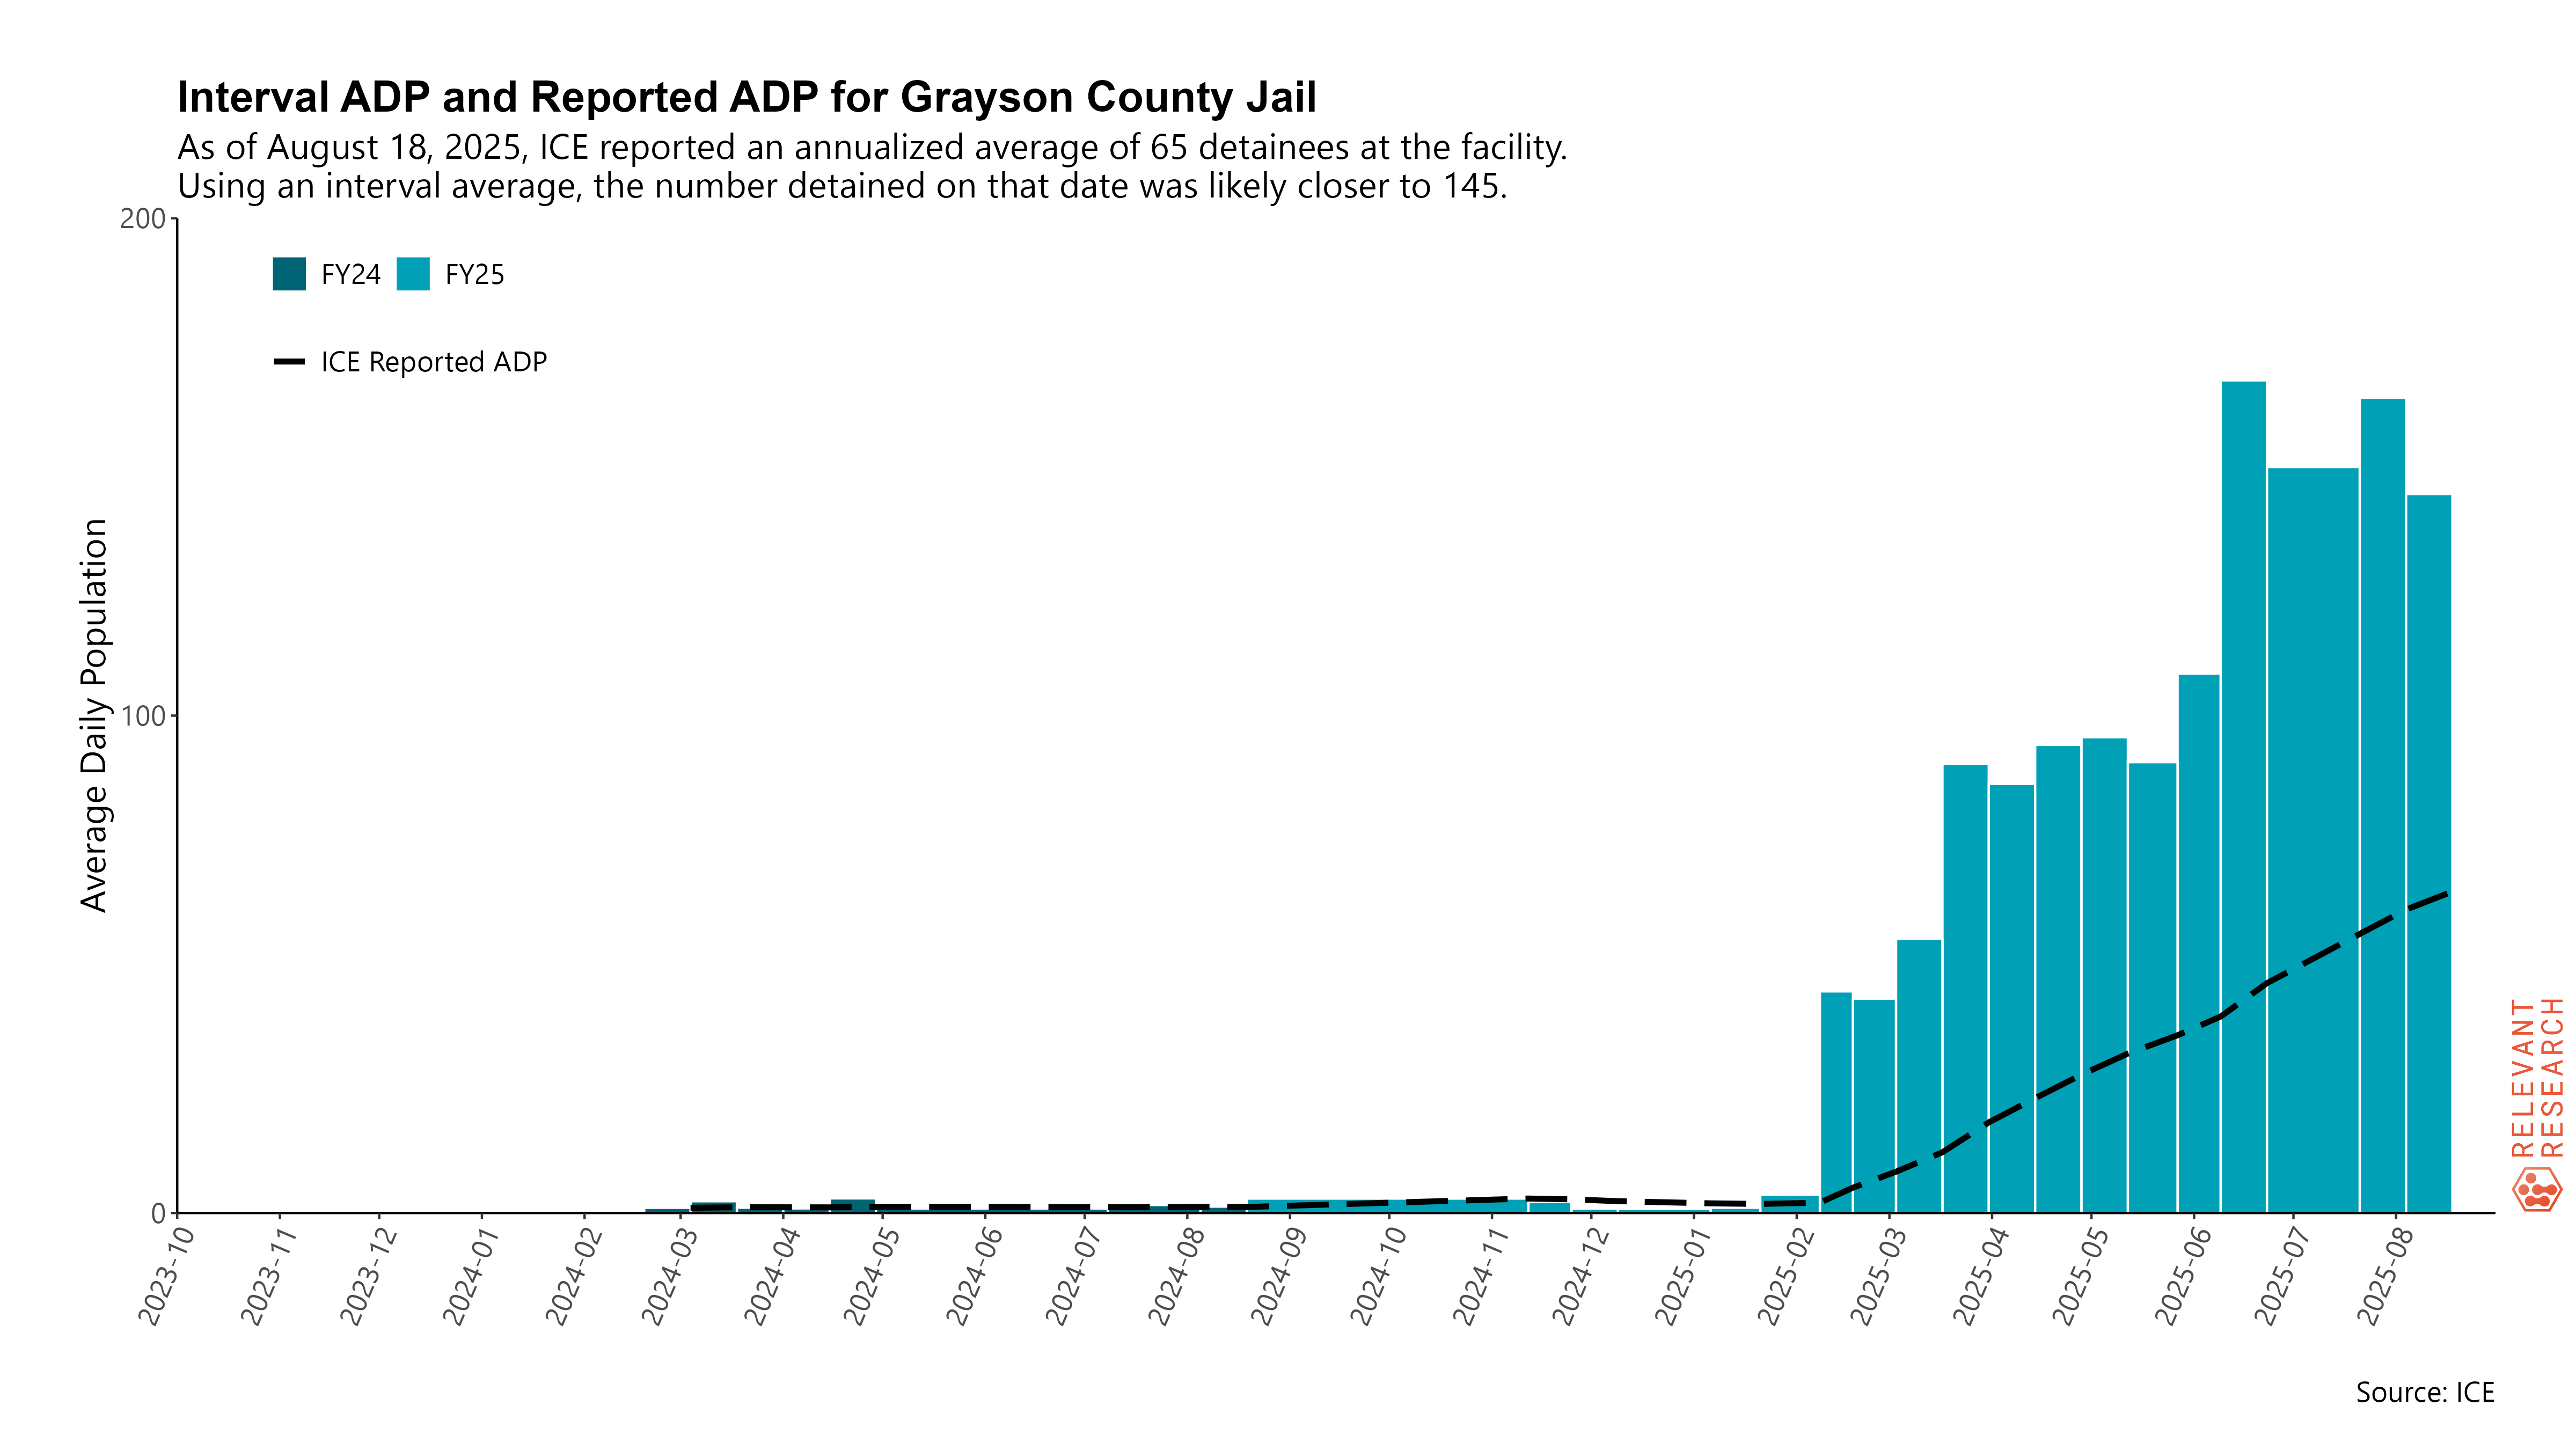 Interval ADP and Reported ADP for Grayson County Jail
As of August 18, 2025, ICE reported an annualized average of 65 detainees at the facility.
Using an interval average, the number detained on that date was likely closer to 145.
200
FY24 FY25
ICE Reported ADP
Average Daily Population
100
0
2023-10
2023-11
2023-12
2024-01
2024-02
2024-03
2024-04
2024-05
2024-06
2024-07
2024-08
2024-09
2024-10
2024-11
2024-12
2025-01
2025-02
2025-03
2025-04
2025-05
2025-06
2025-07
2025-08
RELEVANT
RESEARCH
Source: ICE